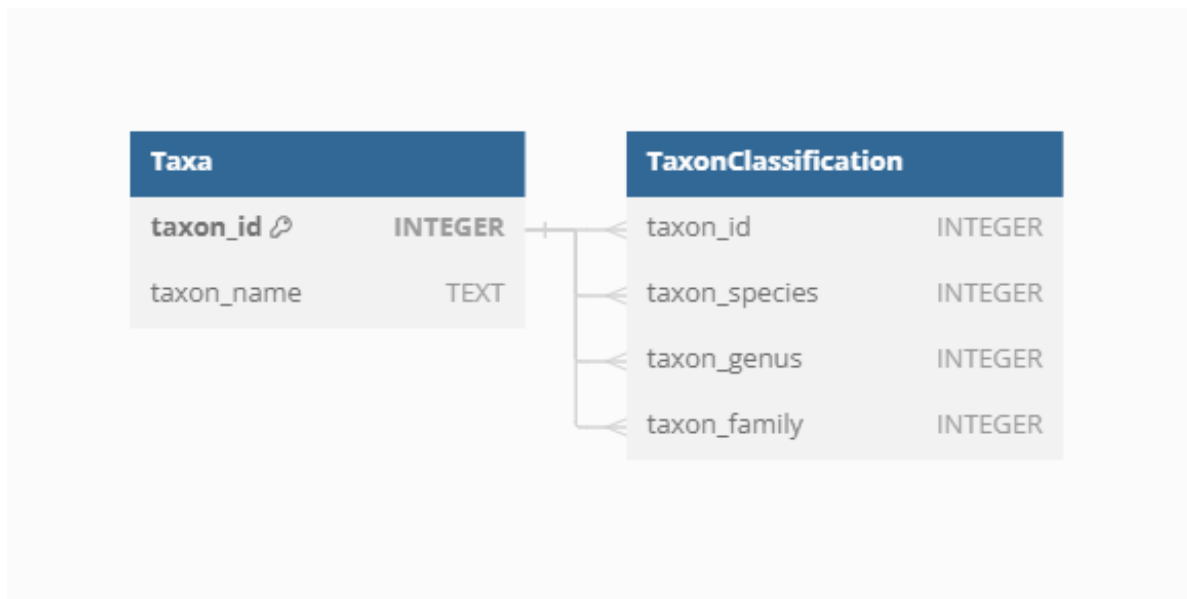 Taxa
taxon_id INTEGER
taxon_name TEXT
TaxonClassification
taxon_id INTEGER
taxon_species INTEGER
taxon_genus INTEGER
taxon_family INTEGER